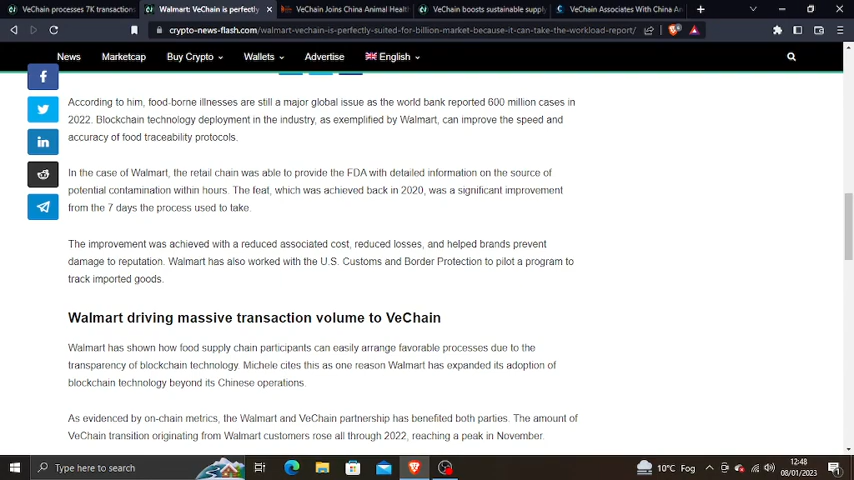 VeChain processes 7K transactions
Walmart: VeChain is perfectly
VeChain Joins China Animal Health
VeChain boosts sustainable supply
VeChain Associates With China An
crypto-news-flash.com/walmart-vechain-is-perfectly-suited-for-billion-market-because-it-can-take-the-workload-report/
News Marketcap Buy Crypto Wallets Advertise English
According to him, food-borne illnesses are still a major global issue as the world bank reported 600 million cases in
2022. Blockchain technology deployment in the industry, as exemplified by Walmart, can improve the speed and
accuracy of food traceability protocols.
In the case of Walmart, the retail chain was able to provide the FDA with detailed information on the source of
potential contamination within hours. The feat, which was achieved back in 2020, was a significant improvement
from the 7 days the process used to take.
The improvement was achieved with a reduced associated cost, reduced losses, and helped brands prevent
damage to reputation. Walmart has also worked with the U.S. Customs and Border Protection to pilot a program to
track imported goods.
Walmart driving massive transaction volume to VeChain
Walmart has shown how food supply chain participants can easily arrange favorable processes due to the
transparency of blockchain technology. Michele cites this as one reason Walmart has expanded its adoption of
blockchain technology beyond its Chinese operations.
As evidenced by on-chain metrics, the Walmart and VeChain partnership has benefited both parties. The amount of
VeChain transition originating from Walmart customers rose all through 2022, reaching a peak in November.
Type here to search
10°C Fog
12:48
08/01/2023